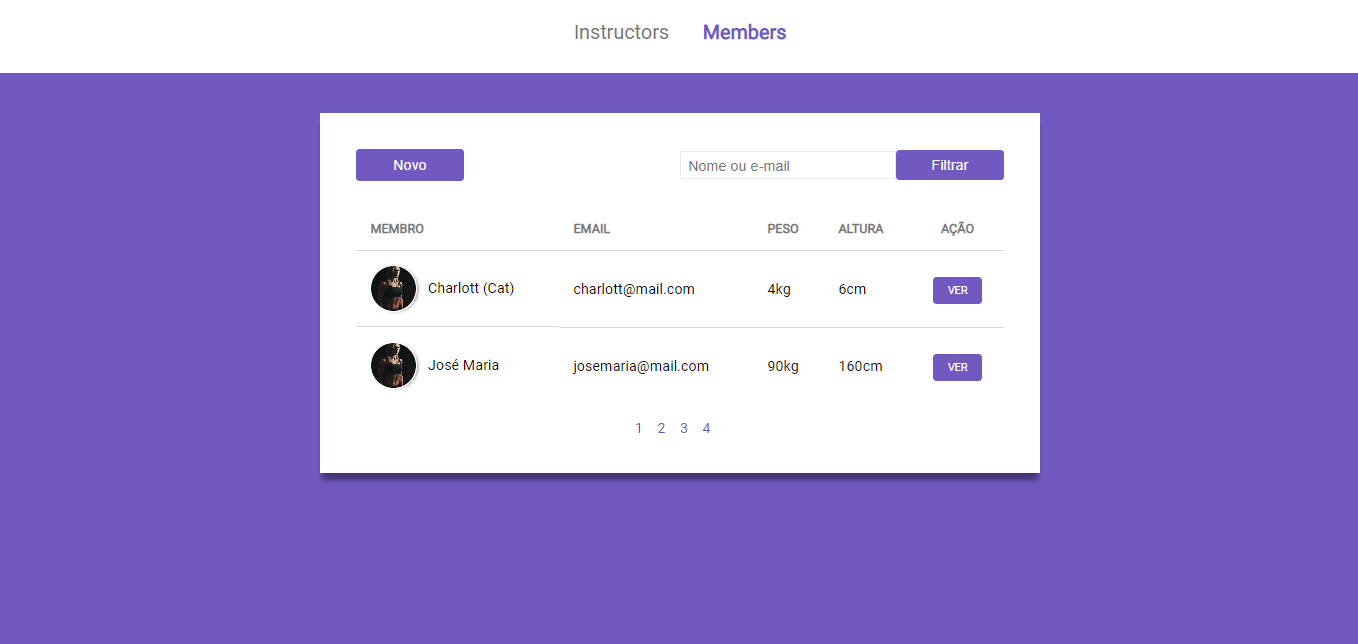 Instructors Members
Novo Nome ou e-mail Filtrar
MEMBRO EMAIL PESO ALTURA AÇÃO
Charlott (Cat) charlott@mail.com 4kg 6cm VER
José Maria josemaria@mail.com 90kg 160cm VER
1 2 3 4